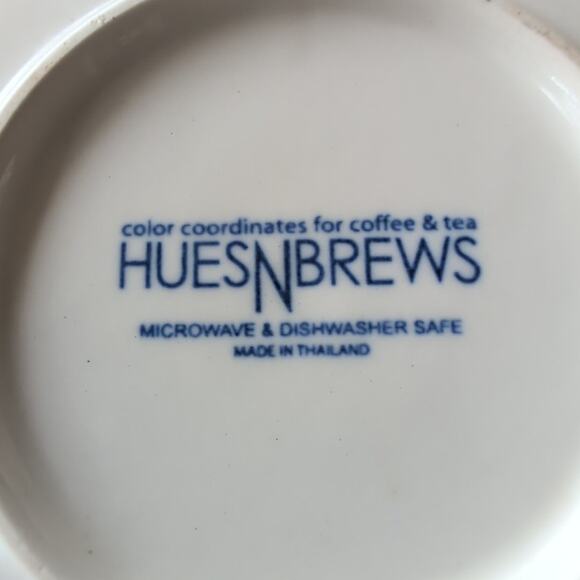 color coordinates for coffee & tea
HUESNBREWS
MICROWAVE & DISHWASHER SAFE
MADE IN THAILAND